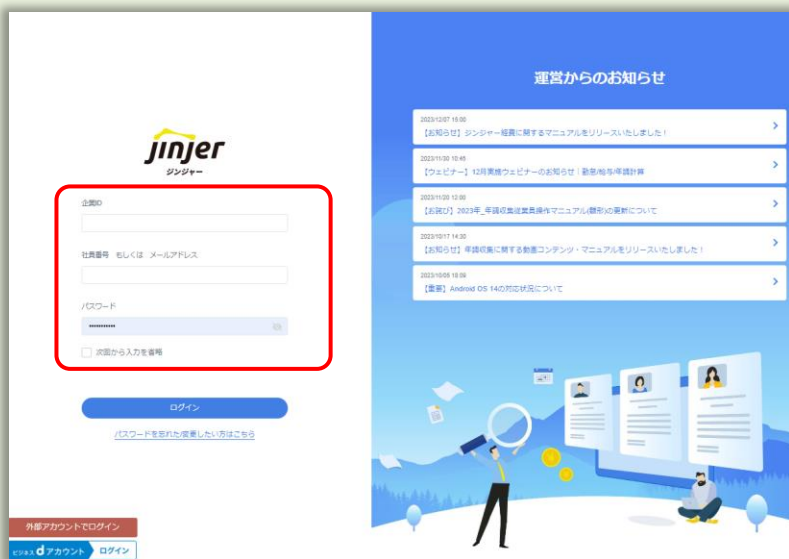 jinjer
ジンジャー
企業ID
社員番号 もしくは メールアドレス
パスワード
次回から入力を省略
ログイン
パスワードを忘れた/変更したい方はこちら
外部アカウントでログイン
ビジネス dアカウント ログイン
運営からのお知らせ
2023/12/07 15:00
【お知らせ】ジンジャー経費に関するマニュアルをリリースいたしました！
2023/11/30 10:45
【ウェビナー】12月実施ウェビナーのお知らせ｜勤怠/給与/年調計算
2023/11/20 12:00
【お詫び】2023年_年調収集従業員操作マニュアル(雛形)の更新について
2023/10/17 14:30
【お知らせ】年調収集に関する動画コンテンツ・マニュアルをリリースいたしました！
2023/10/05 10:05
【重要】Android OS 14の対応状況について